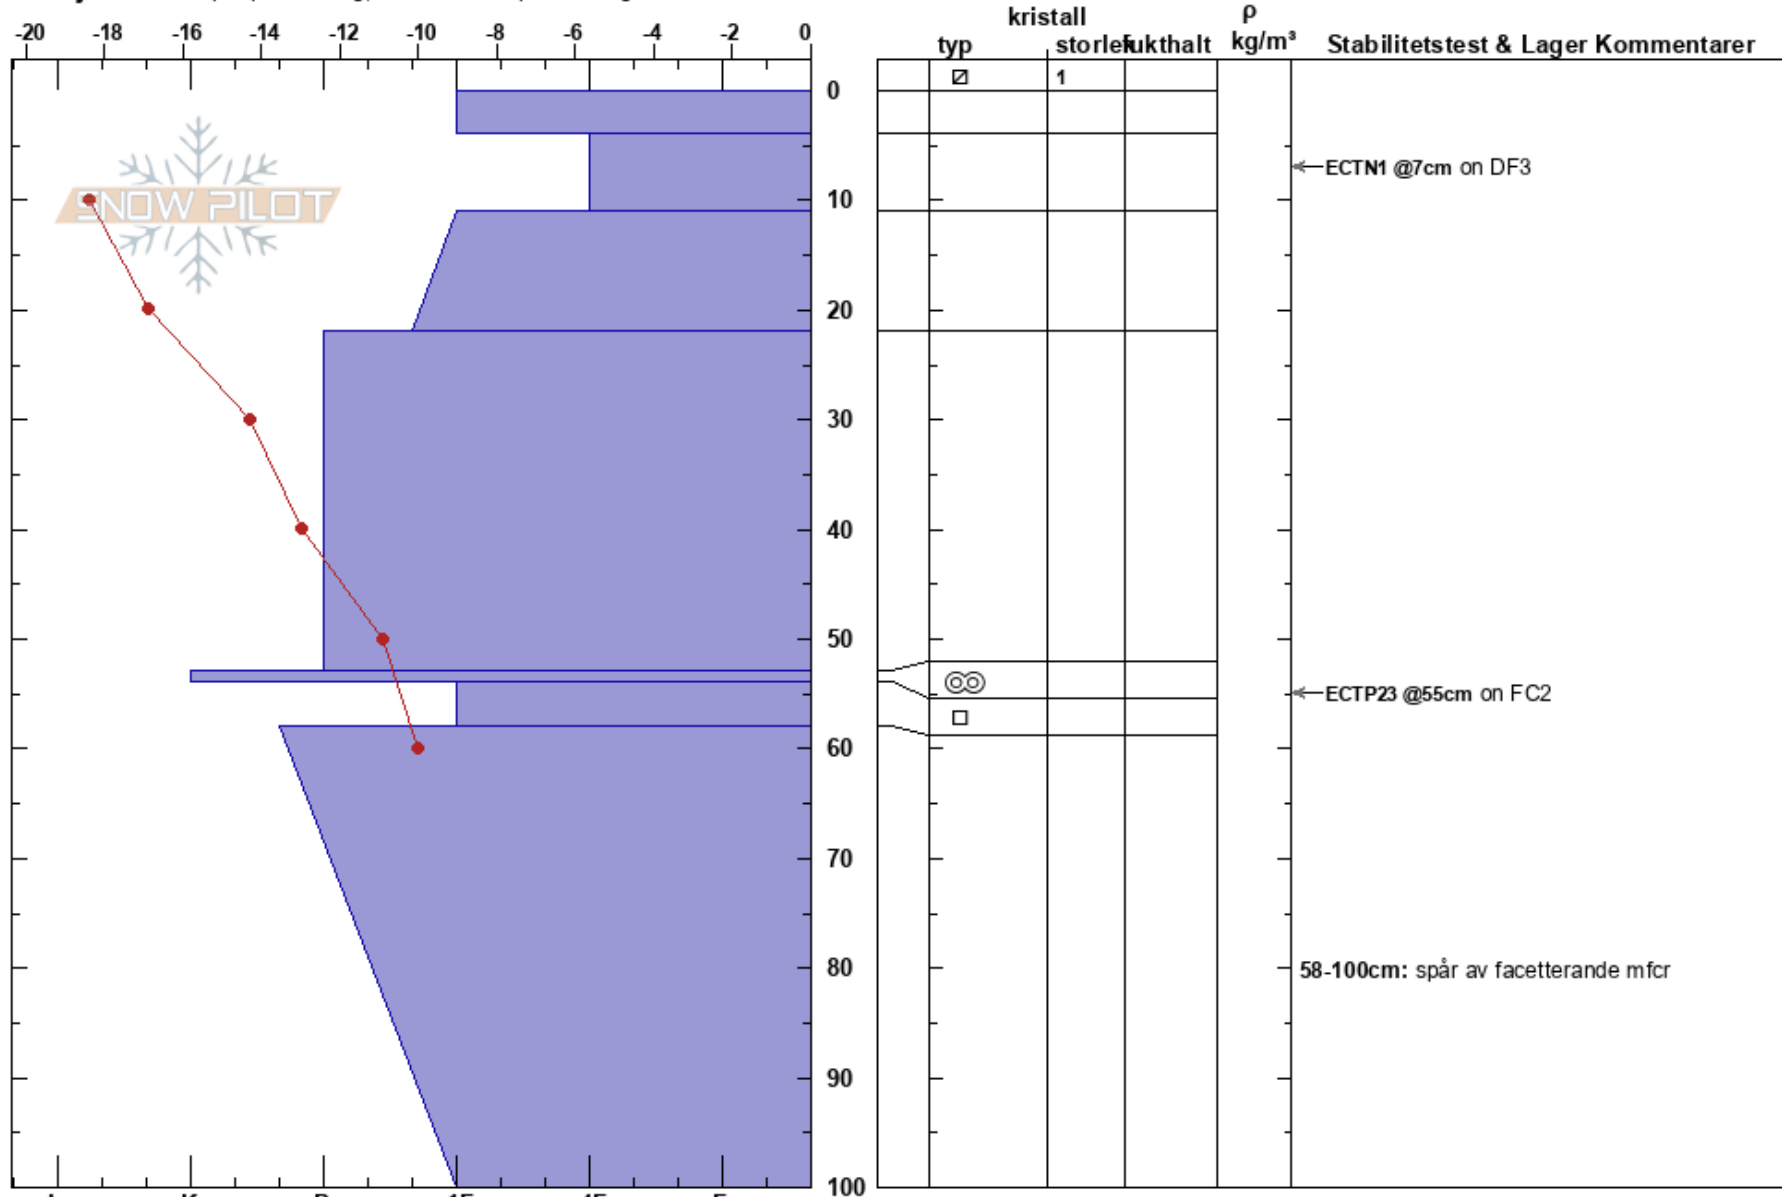 kristall
ρ
-20 -18 -16 -14 -12 -10 -8 -6 -4 -2 0
typ storlek fukthalt kg/m³ Stabilitetstest & Lager Kommentarer
1
0
ECTN1 @7cm on DF3
10
SNOW PILOT
20
30
40
50
ECTP23 @55cm on FC2
60
70
80
58-100cm: spår av facetterande mfcr
90
100